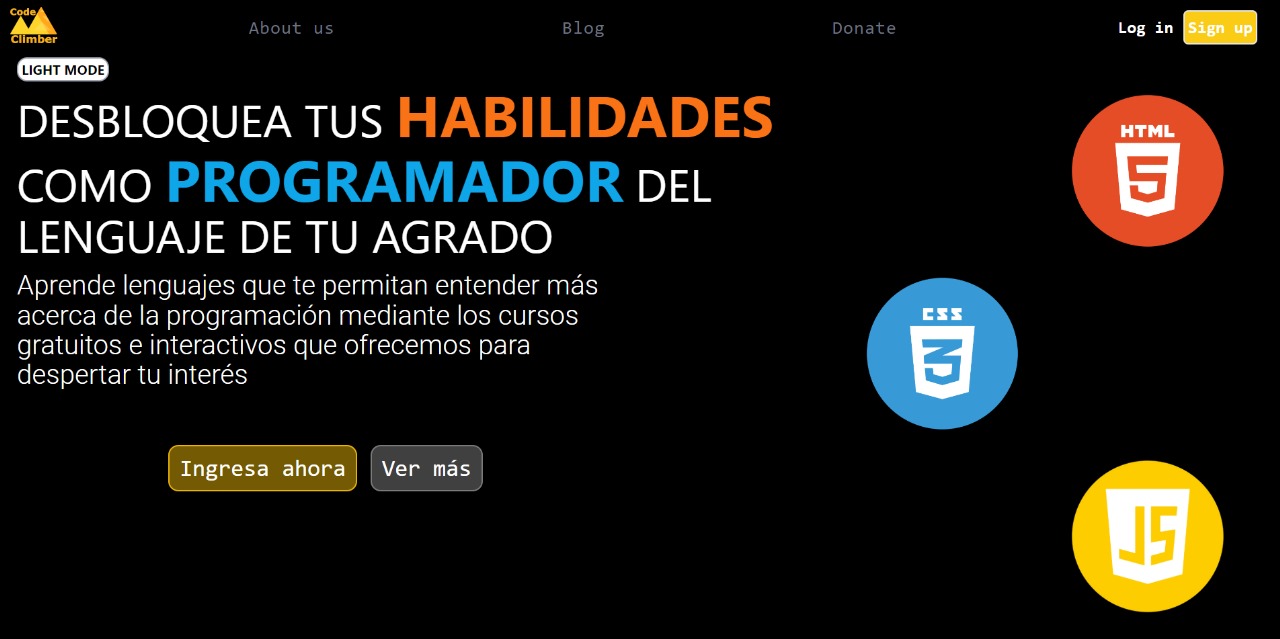 Code
Climber
About us
Blog
Donate
Log in
Sign up
LIGHT MODE
DESBLOQUEA TUS HABILIDADES
COMO PROGRAMADOR DEL
LENGUAJE DE TU AGRADO
Aprende lenguajes que te permitan entender más
acerca de la programación mediante los cursos
gratuitos e interactivos que ofrecemos para
despertar tu interés
Ingresa ahora
Ver más
HTML
5
CSS
3
JS